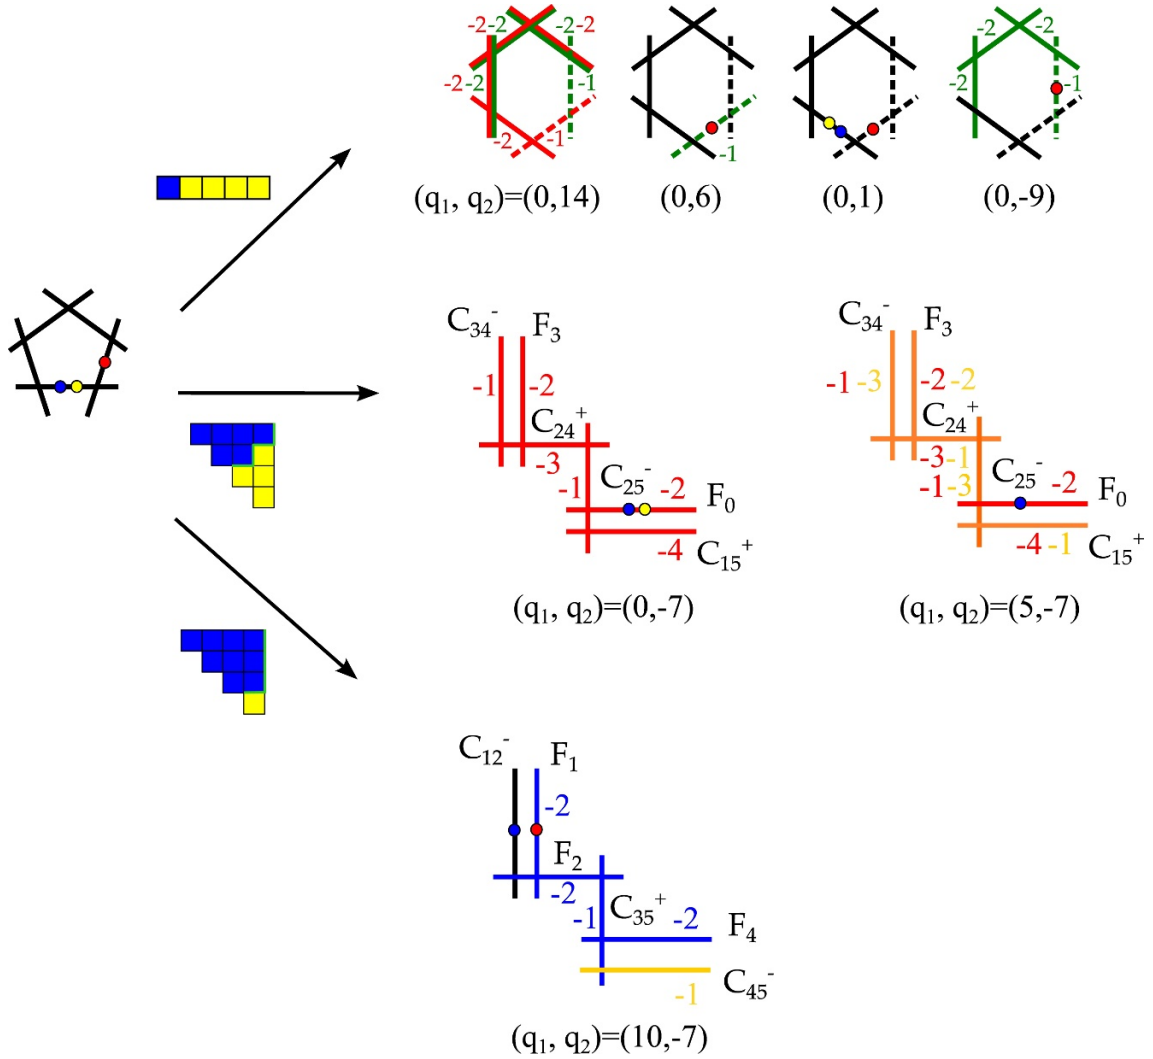 -2-2 -2-2 -2 -2
-2-2 -1 -2 -1
-2 -1 -1
(q₁, q₂)=(0,14) (0,6) (0,1) (0,-9)
C₃₄⁻ F₃ C₃₄⁻ F₃
-1 -2 -1-3 -2-2
C₂₄⁺ C₂₄⁺
-3 -3-1
-1 C₂₅⁻ -2 F₀ -1-3 C₂₅⁻ -2 F₀
-4 C₁₅⁺ -4-1 C₁₅⁺
(q₁, q₂)=(0,-7) (q₁, q₂)=(5,-7)
C₁₂⁻ F₁
-2
F₂
-2
-1 C₃₅⁺ -2 F₄
C₄₅⁻
-1
(q₁, q₂)=(10,-7)